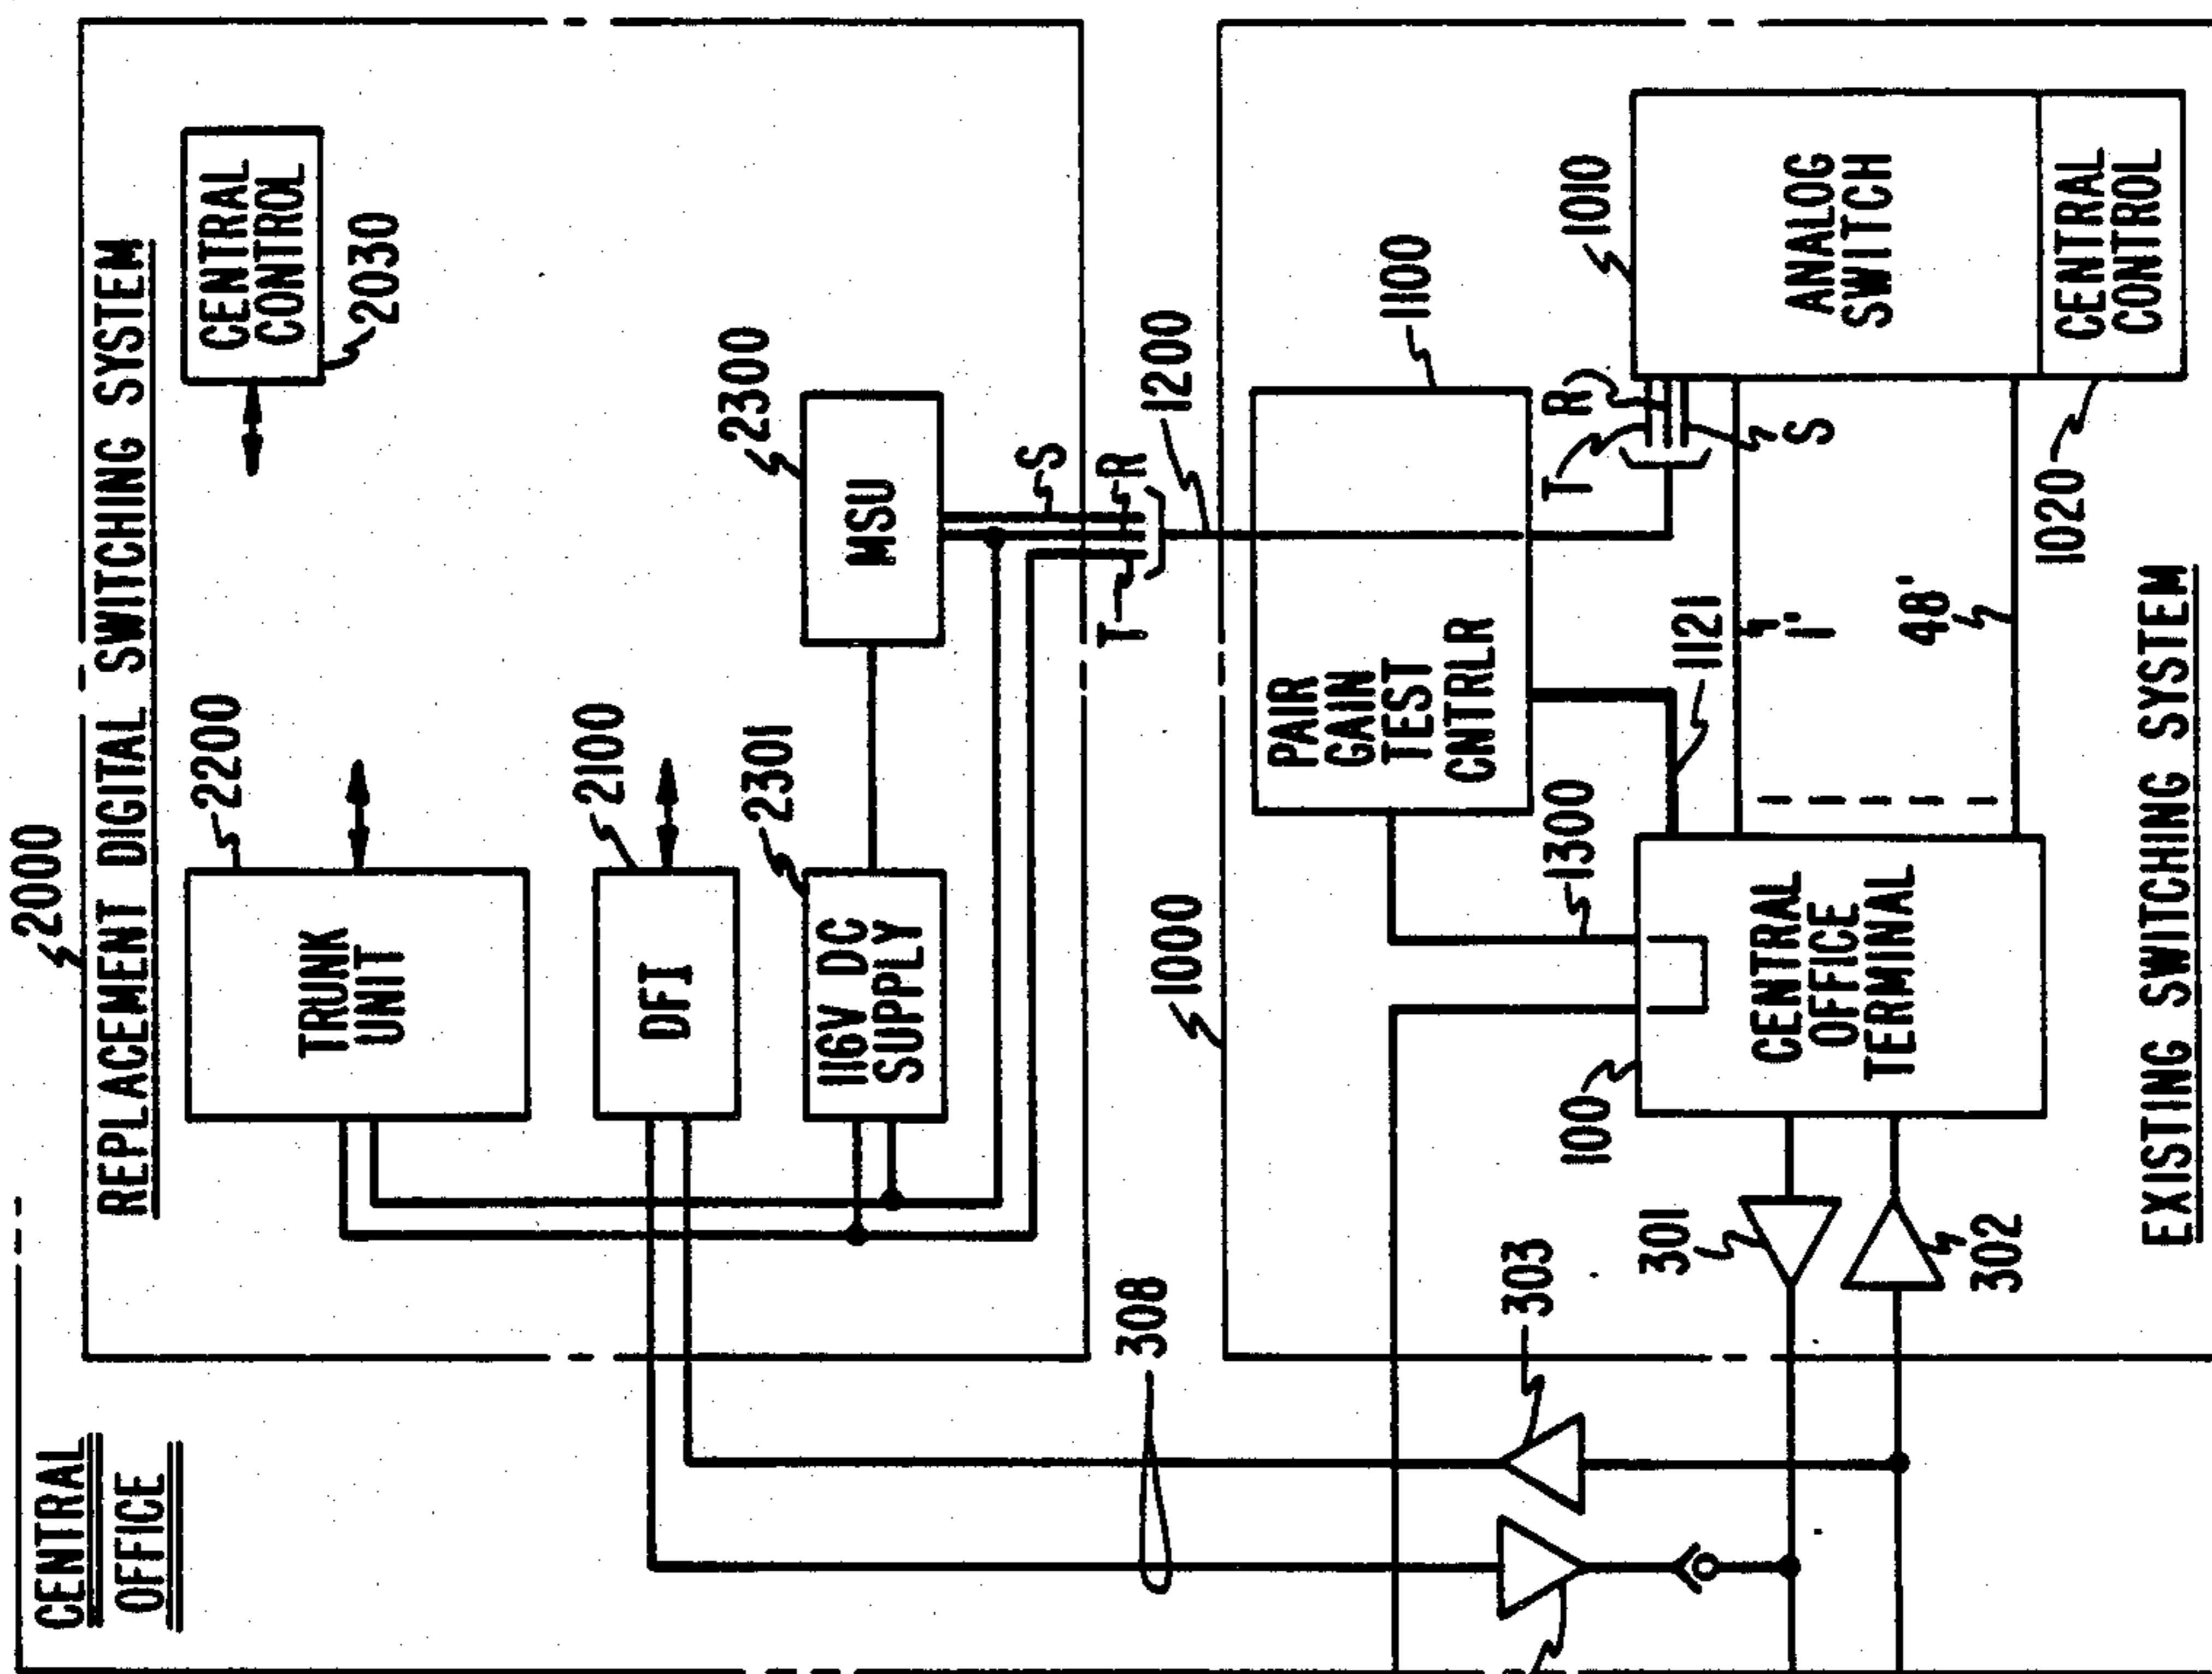 CENTRAL
OFFICE
2000
REPLACEMENT DIGITAL SWITCHING SYSTEM
TRUNK
UNIT
2200
CENTRAL
CONTROL
2030
DFI
2100
116V DC
SUPPLY
2301
MSU
2300
S
R
T
1200
308
303
1000
PAIR
GAIN
TEST
CNTRLR
1100
1300
1121
100
CENTRAL
OFFICE
TERMINAL
301
302
1'
48'
T
R
S
1010
ANALOG
SWITCH
CENTRAL
CONTROL
1020
EXISTING SWITCHING SYSTEM